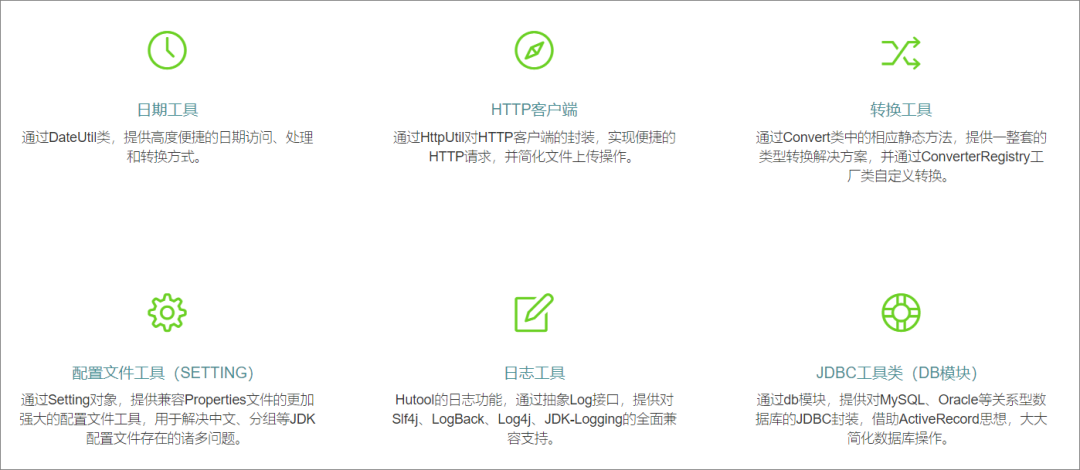 日期工具
通过DateUtil类，提供高度便捷的日期访问、处理
和转换方式。
HTTP客户端
通过HttpUtil对HTTP客户端的封装，实现便捷的
HTTP请求，并简化文件上传操作。
转换工具
通过Convert类中的相应静态方法，提供一整套的
类型转换解决方案，并通过ConverterRegistry工
厂类自定义转换。
配置文件工具（SETTING）
通过Setting对象，提供兼容Properties文件的更加
强大的配置文件工具，用于解决中文、分组等JDK
配置文件存在的诸多问题。
日志工具
Hutool的日志功能，通过抽象Log接口，提供对
Slf4j、LogBack、Log4j、JDK-Logging的全面兼
容支持。
JDBC工具类（DB模块）
通过db模块，提供对MySQL、Oracle等关系型数
据库的JDBC封装，借助ActiveRecord思想，大大
简化数据库操作。